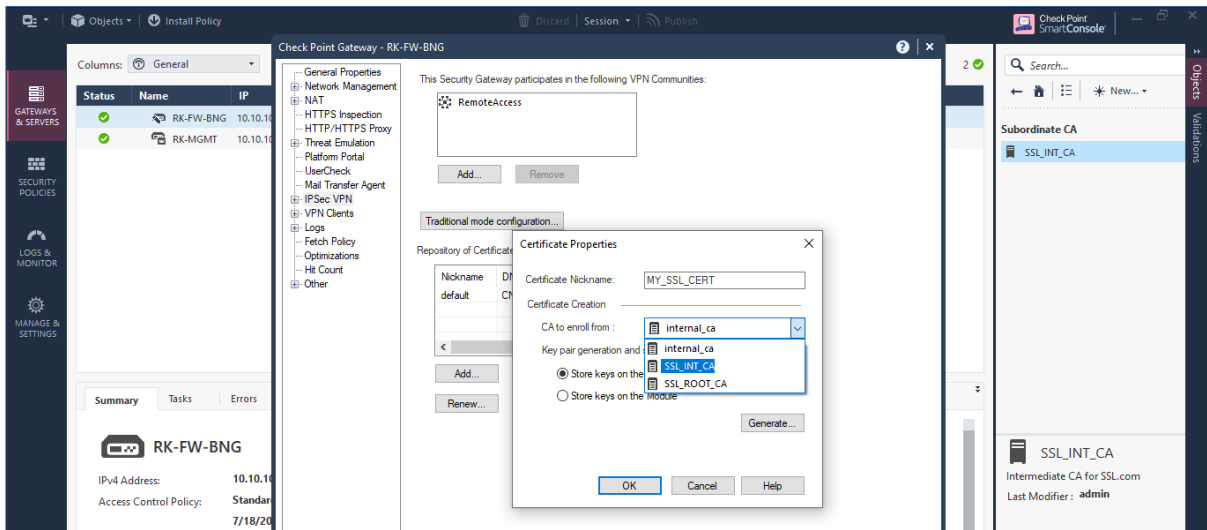 Objects
Install Policy
Discard
Session
Publish
Check Point
SmartConsole
Columns:
General
Status Name IP
RK-FW-BNG 10.10.10
RK-MGMT 10.10.10
GATEWAYS
& SERVERS
SECURITY
POLICIES
LOGS &
MONITOR
MANAGE &
SETTINGS
Summary Tasks Errors
RK-FW-BNG
IPv4 Address: 10.10.10
Access Control Policy: Standar
7/18/20
Check Point Gateway - RK-FW-BNG
General Properties
Network Management
NAT
HTTPS Inspection
HTTP/HTTPS Proxy
Threat Emulation
Platform Portal
UserCheck
Mail Transfer Agent
IPSec VPN
VPN Clients
Logs
Fetch Policy
Optimizations
Hit Count
Other
This Security Gateway participates in the following VPN Communities:
RemoteAccess
Add... Remove
Traditional mode configuration...
Repository of Certificate
Nickname
default
Add...
Renew...
Certificate Properties
Certificate Nickname: MY_SSL_CERT
Certificate Creation
CA to enroll from : internal_ca
internal_ca
SSL_INT_CA
SSL_ROOT_CA
Key pair generation and
Store keys on the
Store keys on the Module
Generate...
OK Cancel Help
2
Search...
New...
Subordinate CA
SSL_INT_CA
SSL_INT_CA
Intermediate CA for SSL.com
Last Modifier : admin
Objects
Validations